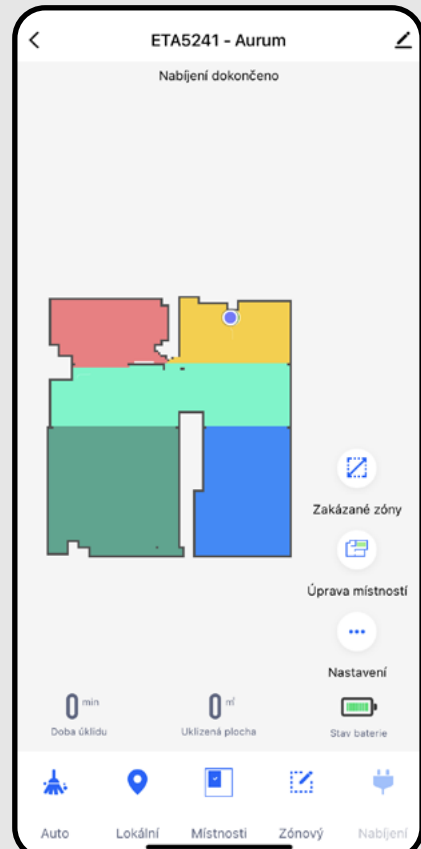 ETA5241 - Aurum
Nabíjení dokončeno
Zakázané zóny
Úprava místností
Nastavení
0 min
0 m²
Doba úklidu
Uklizená plocha
Stav baterie
Auto
Lokální
Místnosti
Zónový
Nabíjení